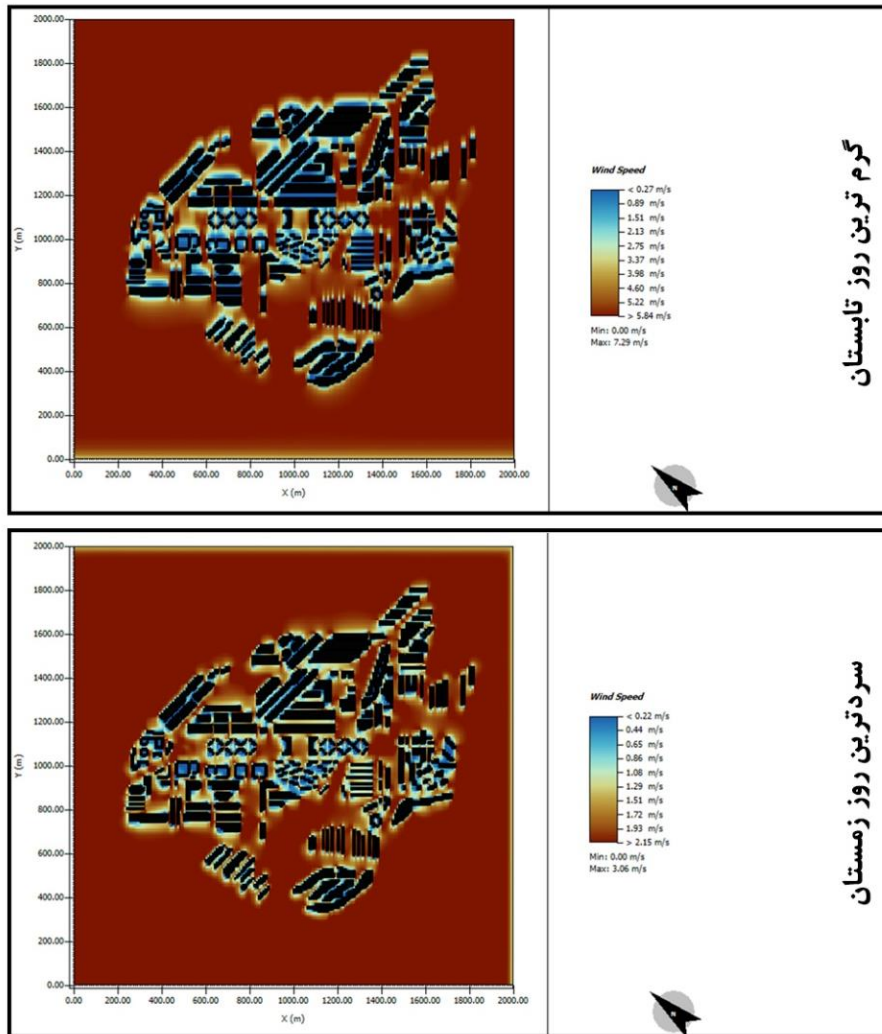 2000.00
1800.00
1600.00
1400.00
1200.00
1000.00
800.00
600.00
400.00
200.00
0.00
Y (m)
0.00 200.00 400.00 600.00 800.00 1000.00 1200.00 1400.00 1600.00 1800.00 2000.00
X (m)
Wind Speed
< 0.27 m/s
0.89 m/s
1.51 m/s
2.13 m/s
2.75 m/s
3.37 m/s
3.98 m/s
4.60 m/s
5.22 m/s
> 5.84 m/s
Min: 0.00 m/s
Max: 7.29 m/s
N
گرم ترین روز تابستان
2000.00
1800.00
1600.00
1400.00
1200.00
1000.00
800.00
600.00
400.00
200.00
0.00
Y (m)
0.00 200.00 400.00 600.00 800.00 1000.00 1200.00 1400.00 1600.00 1800.00 2000.00
X (m)
Wind Speed
< 0.22 m/s
0.44 m/s
0.65 m/s
0.86 m/s
1.08 m/s
1.29 m/s
1.51 m/s
1.72 m/s
1.93 m/s
> 2.15 m/s
Min: 0.00 m/s
Max: 3.06 m/s
N
سردترین روز زمستان